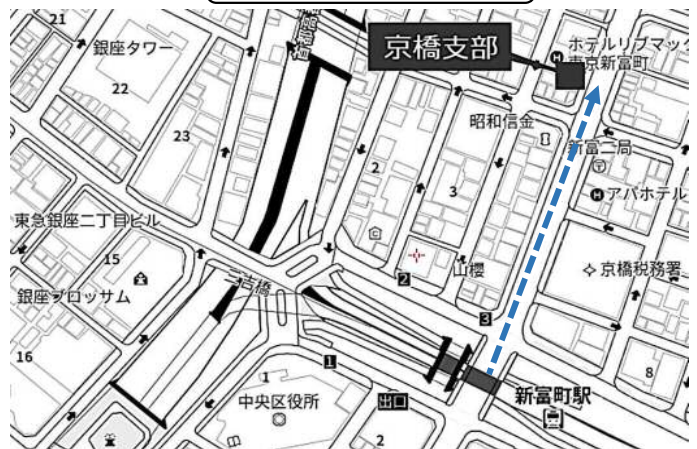 21
銀座タワー
22
23
京橋支部
H
ホテルリブマック
東京新富町
昭和信金
2
3
新富二局
〒
H
アパホテル
東急銀座二丁目ビル
15
銀座ブロッサム
16
三吉橋
C
2
山櫻
京橋税務署
3
1
1
中央区役所
出口
2
新富町駅
8